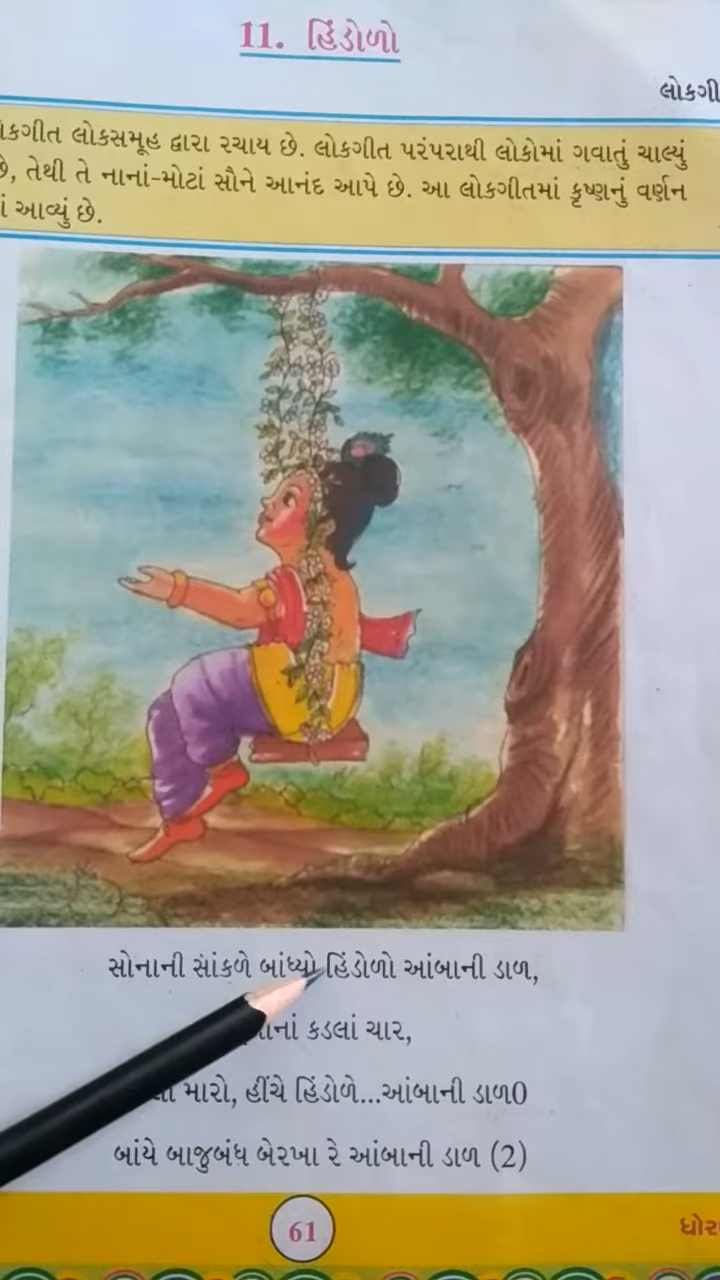 11. હિંડોળો
લોકગી
કગીત લોકસમૂહ દ્વારા રચાય છે. લોકગીત પરંપરાથી લોકોમાં ગવાતું ચાલ્યું
છે, તેથી તે નાનાં-મોટાં સૌને આનંદ આપે છે. આ લોકગીતમાં કૃષ્ણનું વર્ણન
આવ્યું છે.
સોનાની સાંકળે બાંધ્યો હિંડોળો આંબાની ડાળ,
કડલાં ચાર,
મારો, હીંચે હિંડોળે...આંબાની ડાળ0
બાંયે બાજુબંધ બેરખા રે આંબાની ડાળ (2)
61
ધોર